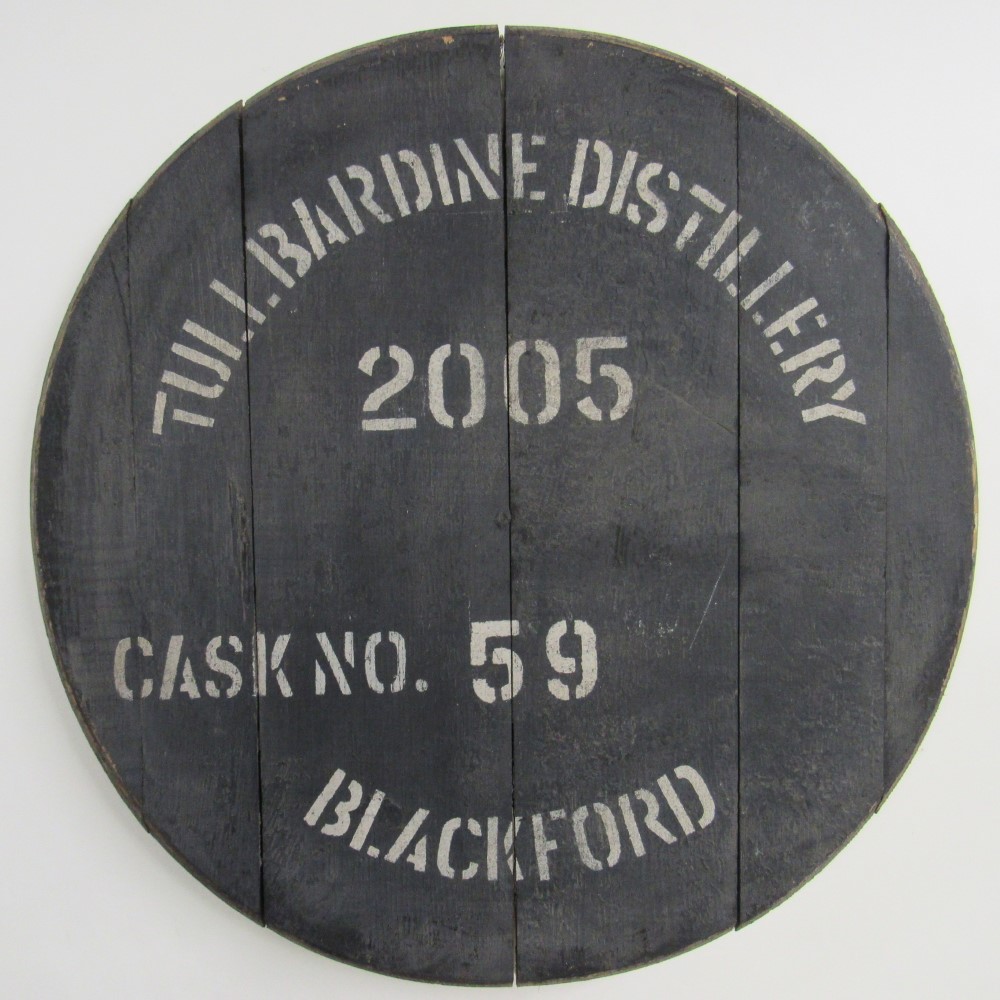 TULLIBARDINE DISTILLERY
2005
CASK NO. 59
BLACKFORD